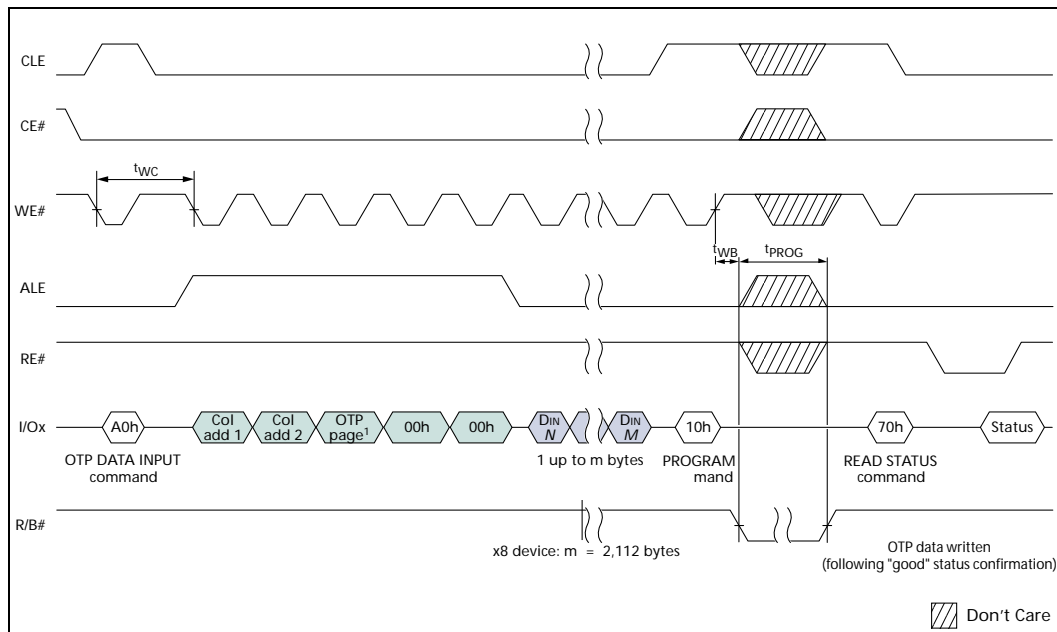 CLE
CE#
tWC
WE#
tWB
tPROG
ALE
RE#
I/Ox
A0h
Col add 1
Col add 2
OTP page¹
00h
00h
DIN N
DIN M
10h
70h
Status
OTP DATA INPUT command
1 up to m bytes
PROGRAM mand
READ STATUS command
R/B#
x8 device: m = 2,112 bytes
OTP data written
(following "good" status confirmation)
Don't Care